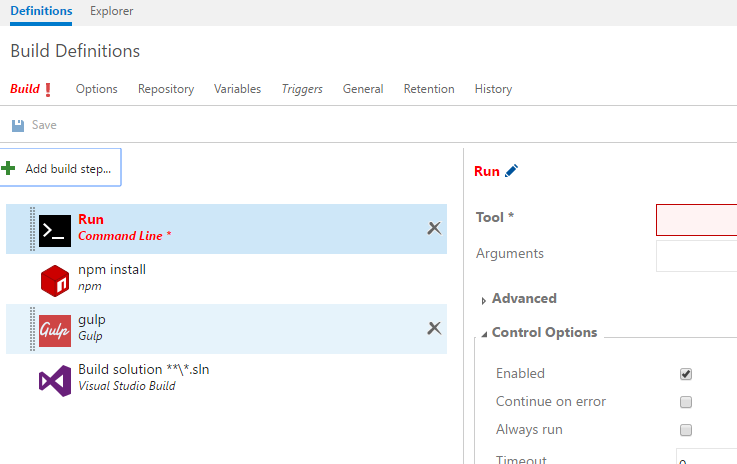 Definitions Explorer
Build Definitions
Build ! Options Repository Variables Triggers General Retention History
Save
Add build step...
Run
Command Line *
npm install
npm
gulp
Gulp
Gulp
Build solution **\*.sln
Visual Studio Build
Run
Tool *
Arguments
Advanced
Control Options
Enabled
Continue on error
Always run
Timeout 0